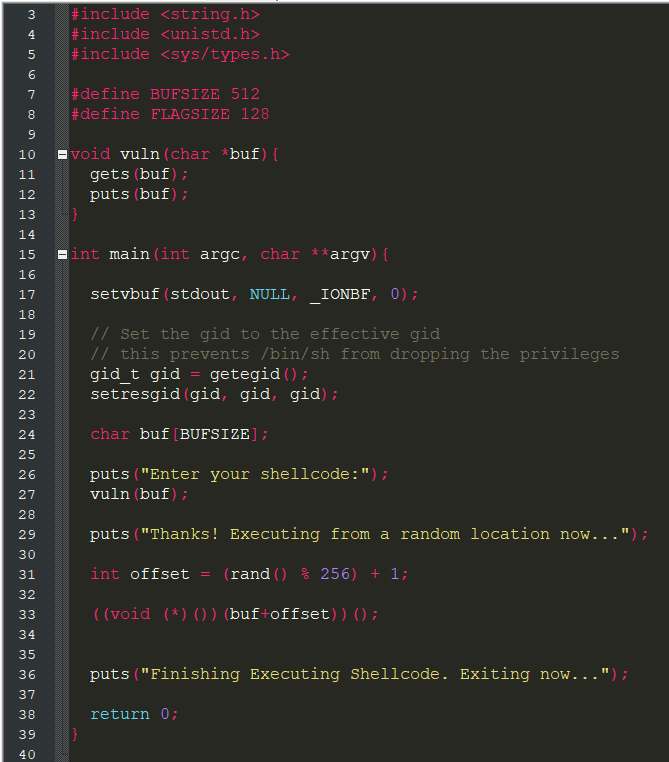 3 #include <string.h>
4 #include <unistd.h>
5 #include <sys/types.h>
6
7 #define BUFSIZE 512
8 #define FLAGSIZE 128
9
10 void vuln(char *buf){
11   gets(buf);
12   puts(buf);
13 }
14
15 int main(int argc, char **argv){
16
17   setvbuf(stdout, NULL, _IONBF, 0);
18
19   // Set the gid to the effective gid
20   // this prevents /bin/sh from dropping the privileges
21   gid_t gid = getegid();
22   setresgid(gid, gid, gid);
23
24   char buf[BUFSIZE];
25
26   puts("Enter your shellcode:");
27   vuln(buf);
28
29   puts("Thanks! Executing from a random location now...");
30
31   int offset = (rand() % 256) + 1;
32
33   ((void (*)())(buf+offset))();
34
35
36   puts("Finishing Executing Shellcode. Exiting now...");
37
38   return 0;
39 }
40